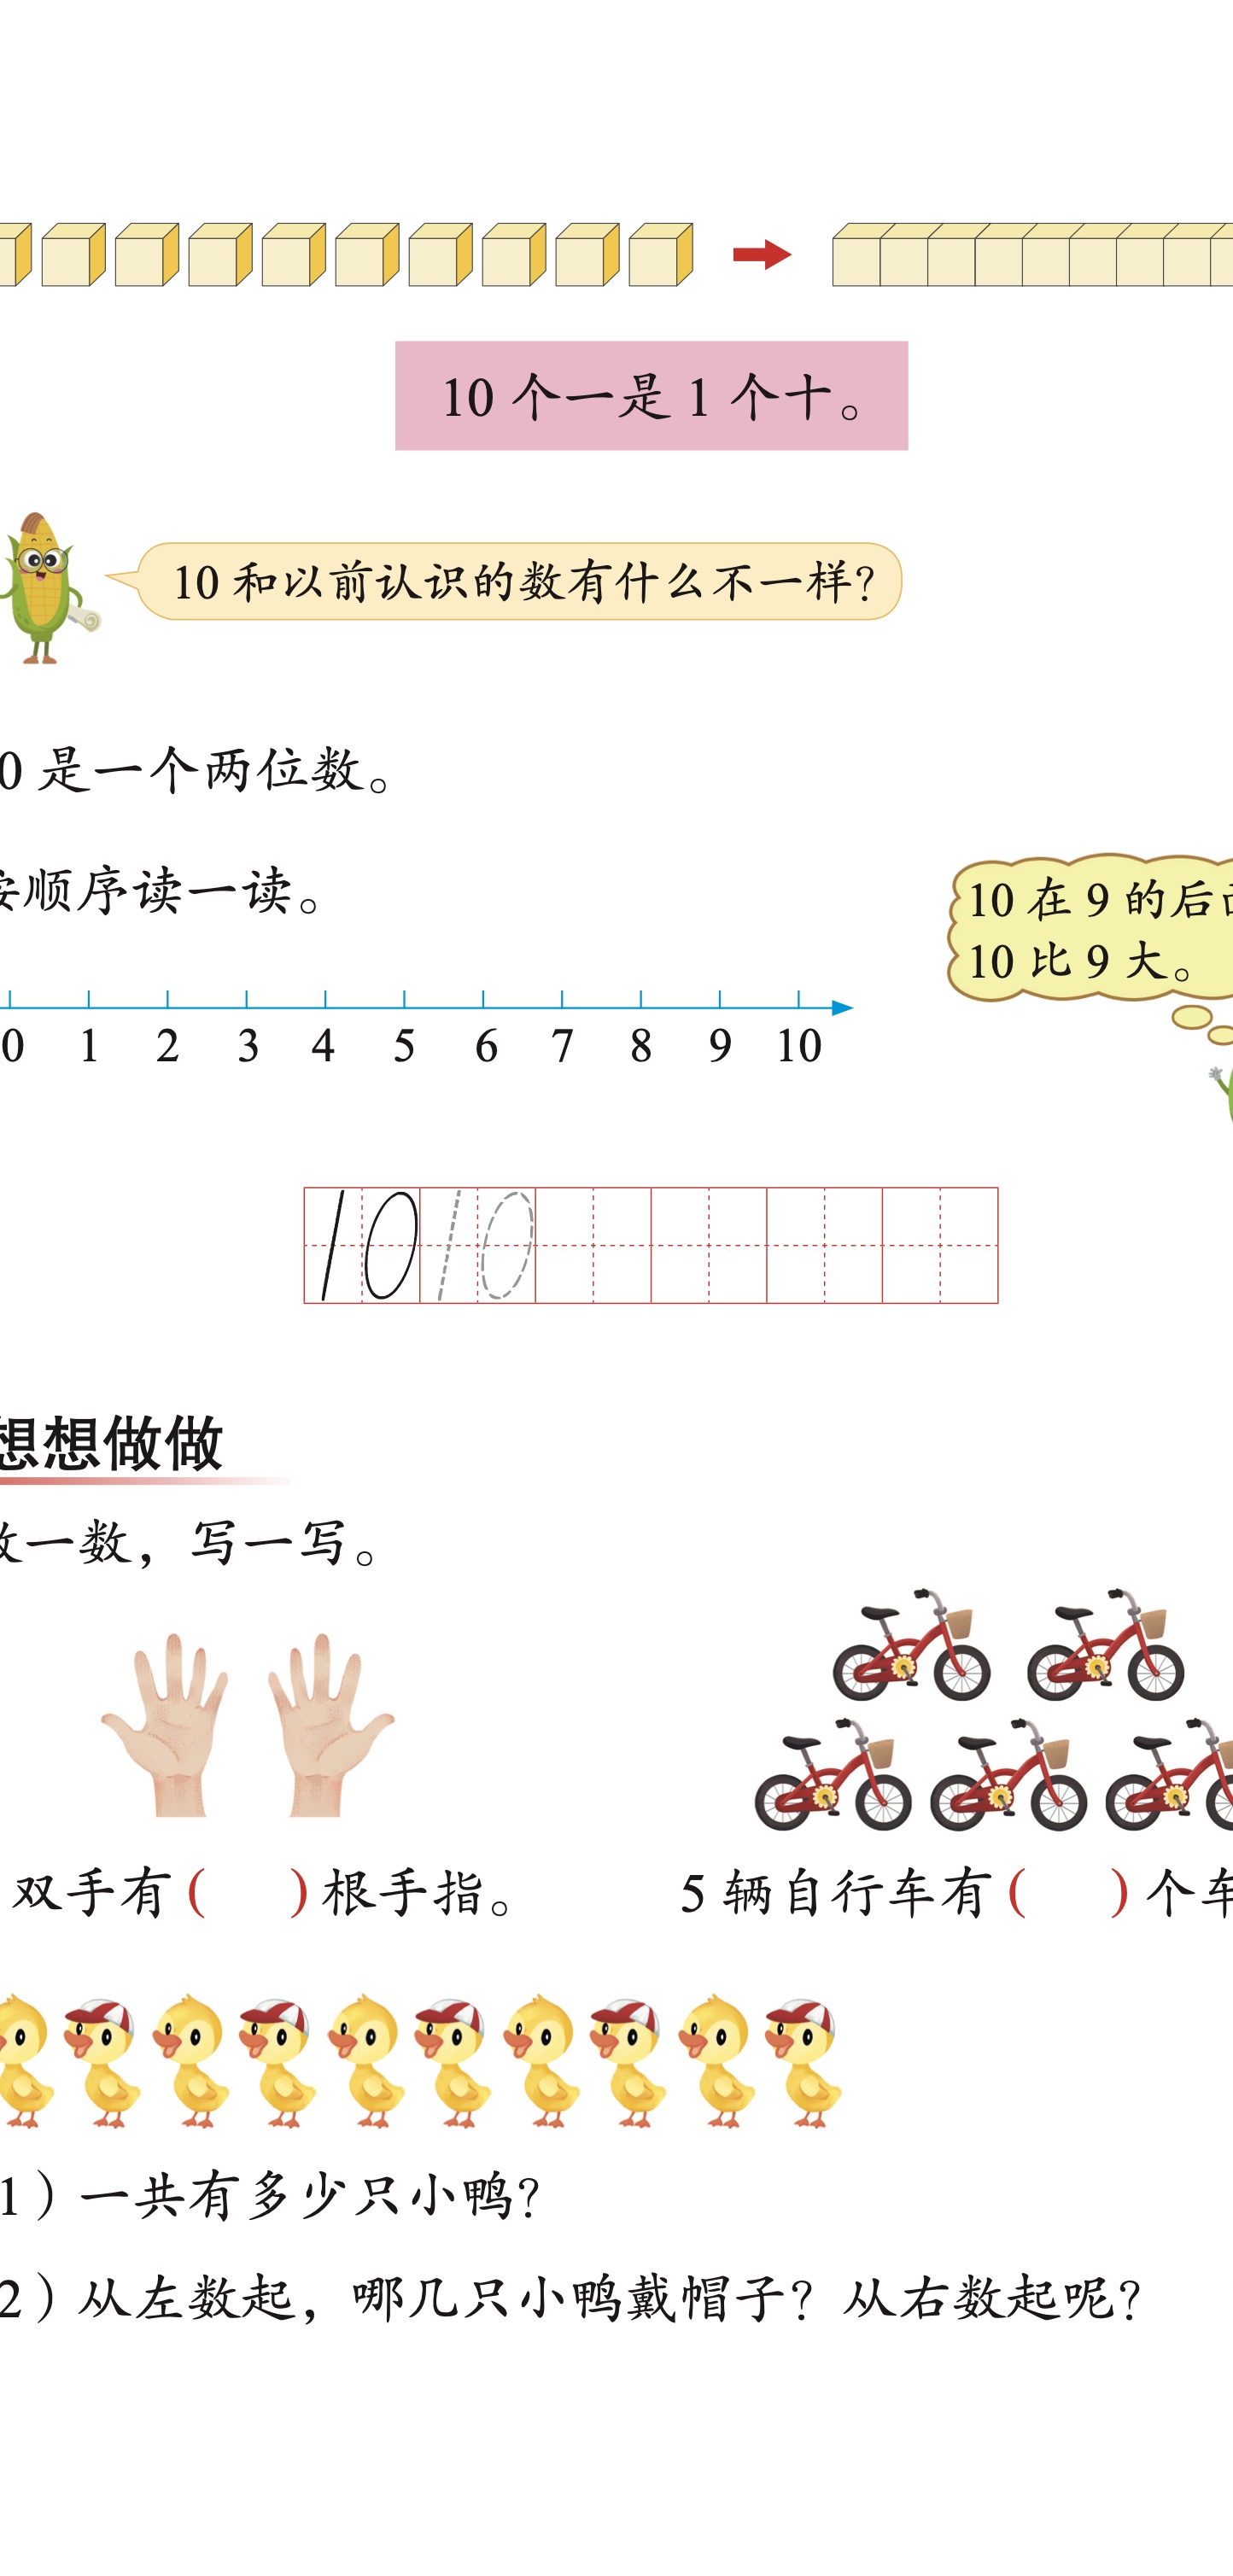 10 个一是 1 个十。
10 和以前认识的数有什么不一样?
0 是一个两位数。
按顺序读一读。
10 在 9 的后面
10 比 9 大。
0 1 2 3 4 5 6 7 8 9 10
10 10
想想做做
数一数，写一写。
双手有( )根手指。
5 辆自行车有( )个车
1）一共有多少只小鸭?
2）从左数起，哪几只小鸭戴帽子？从右数起呢?